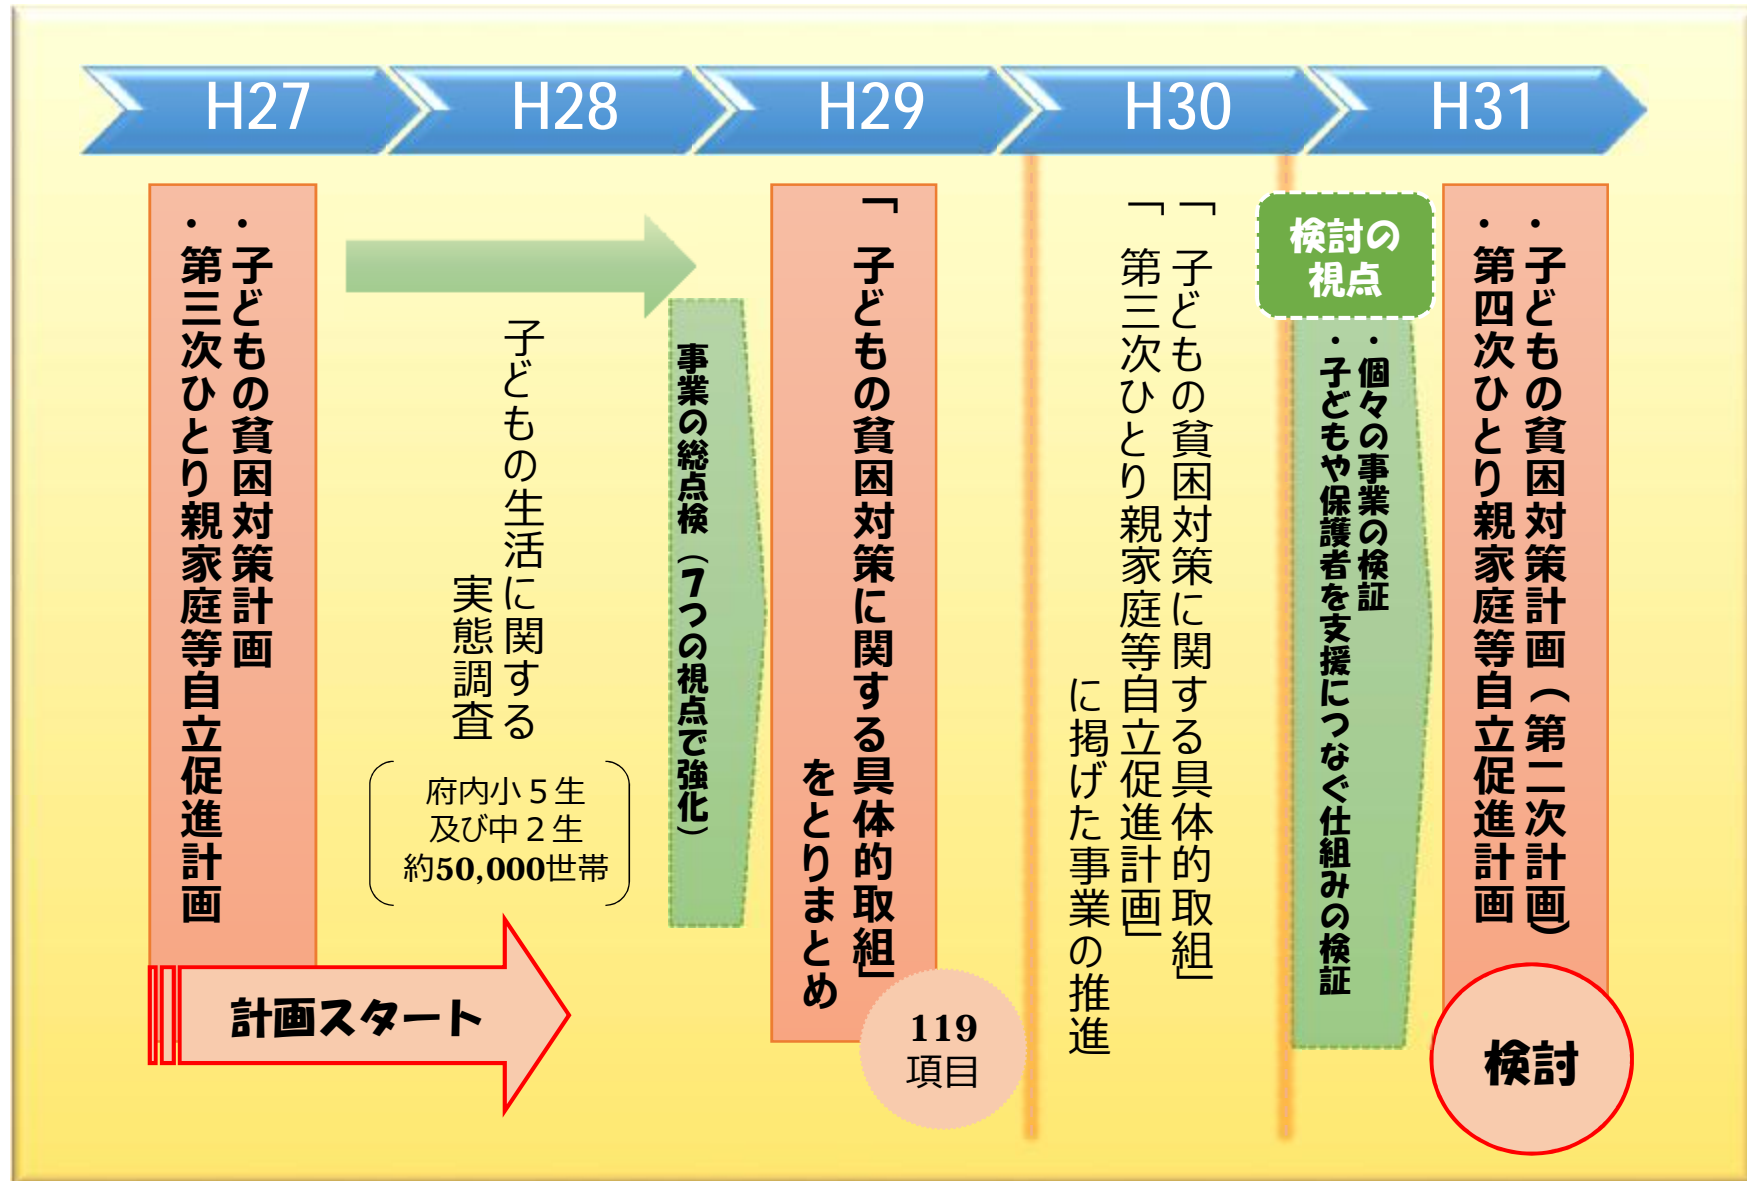 H27
H28
H29
H30
H31
・子どもの貧困対策計画
・第三次ひとり親家庭等自立促進計画
計画スタート
子どもの生活に関する
実態調査
府内小５生
及び中２生
約50,000世帯
事業の総点検（７つの視点で強化）
「子どもの貧困対策に関する具体的取組」
をとりまとめ
119
項目
「子どもの貧困対策に関する具体的取組」
「第三次ひとり親家庭等自立促進計画」
に掲げた事業の推進
検討の
視点
・個々の事業の検証
・子どもや保護者を支援につなぐ仕組みの検証
・子どもの貧困対策計画（第二次計画）
・第四次ひとり親家庭等自立促進計画
検討